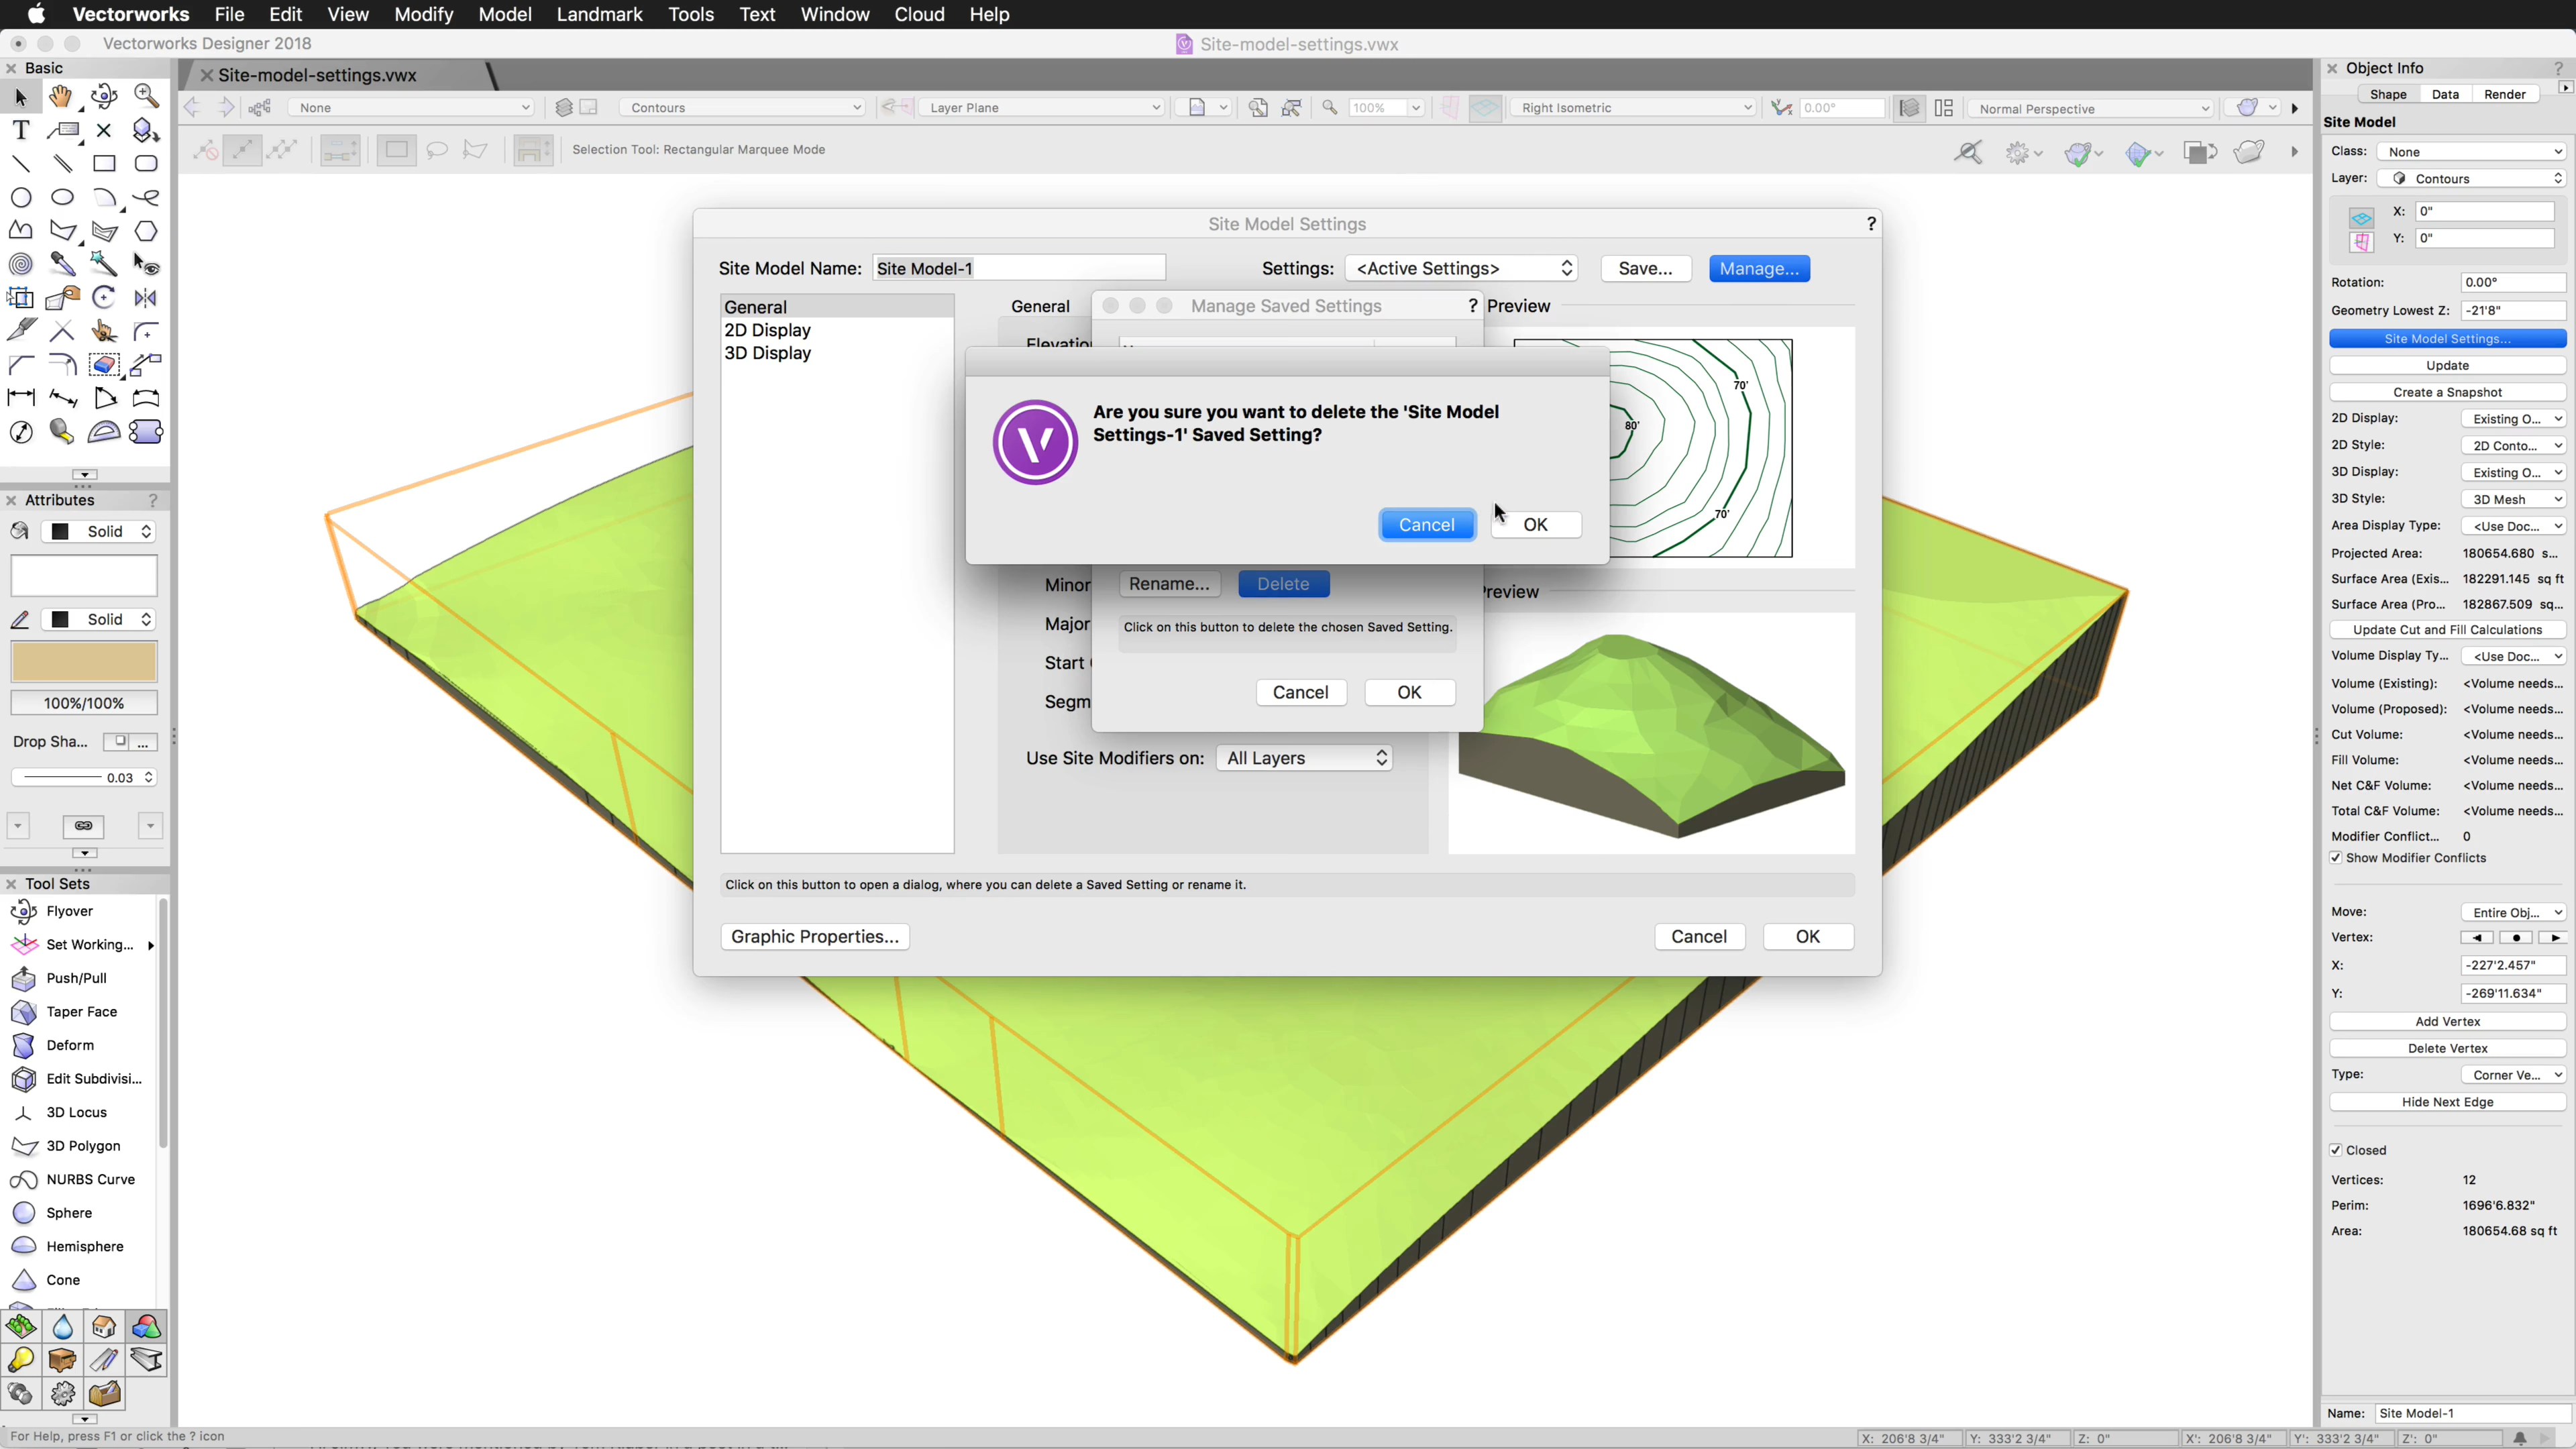 Vectorworks File Edit View Modify Model Landmark Tools Text Window Cloud Help
Vectorworks Designer 2018
Site-model-settings.vwx
Basic
Site-model-settings.vwx
None
Contours
Layer Plane
100%
Right Isometric
0.00°
Normal Perspective
Selection Tool: Rectangular Marquee Mode
Attributes ?
Solid
Solid
100%/100%
Drop Sha... ...
0.03
Tool Sets
Flyover
Set Working...
Push/Pull
Taper Face
Deform
Edit Subdivisi...
3D Locus
3D Polygon
NURBS Curve
Sphere
Hemisphere
Cone
Site Model Settings ?
Site Model Name: Site Model-1
Settings: <Active Settings> Save... Manage...
General
2D Display
3D Display
General
Manage Saved Settings ?
Preview
70'
80'
70'
Are you sure you want to delete the 'Site Model
Settings-1' Saved Setting?
Cancel OK
Minor
Rename... Delete
Major
Click on this button to delete the chosen Saved Setting.
Start
Segm
Cancel OK
Use Site Modifiers on: All Layers
Click on this button to open a dialog, where you can delete a Saved Setting or rename it.
Graphic Properties... Cancel OK
Object Info ?
Shape Data Render
Site Model
Class: None
Layer: Contours
X: 0"
Y: 0"
Rotation: 0.00°
Geometry Lowest Z: -21'8"
Site Model Settings...
Update
Create a Snapshot
2D Display: Existing O...
2D Style: 2D Conto...
3D Display: Existing O...
3D Style: 3D Mesh
Area Display Type: <Use Doc...
Projected Area: 180654.680 s...
Surface Area (Exis... 182291.145 sq ft
Surface Area (Pro... 182867.509 sq...
Update Cut and Fill Calculations
Volume Display Ty... <Use Doc...
Volume (Existing): <Volume needs...
Volume (Proposed): <Volume needs...
Cut Volume: <Volume needs...
Fill Volume: <Volume needs...
Net C&F Volume: <Volume needs...
Total C&F Volume: <Volume needs...
Modifier Conflict... 0
Show Modifier Conflicts
Move: Entire Obj...
Vertex:
X: -227'2.457"
Y: -269'11.634"
Add Vertex
Delete Vertex
Type: Corner Ve...
Hide Next Edge
Closed
Vertices: 12
Perim: 1696'6.832"
Area: 180654.68 sq ft
Name: Site Model-1
For Help, press F1 or click the ? icon
X: 206'8 3/4" Y: 333'2 3/4" Z: 0" X': 206'8 3/4" Y': 333'2 3/4" Z': 0"